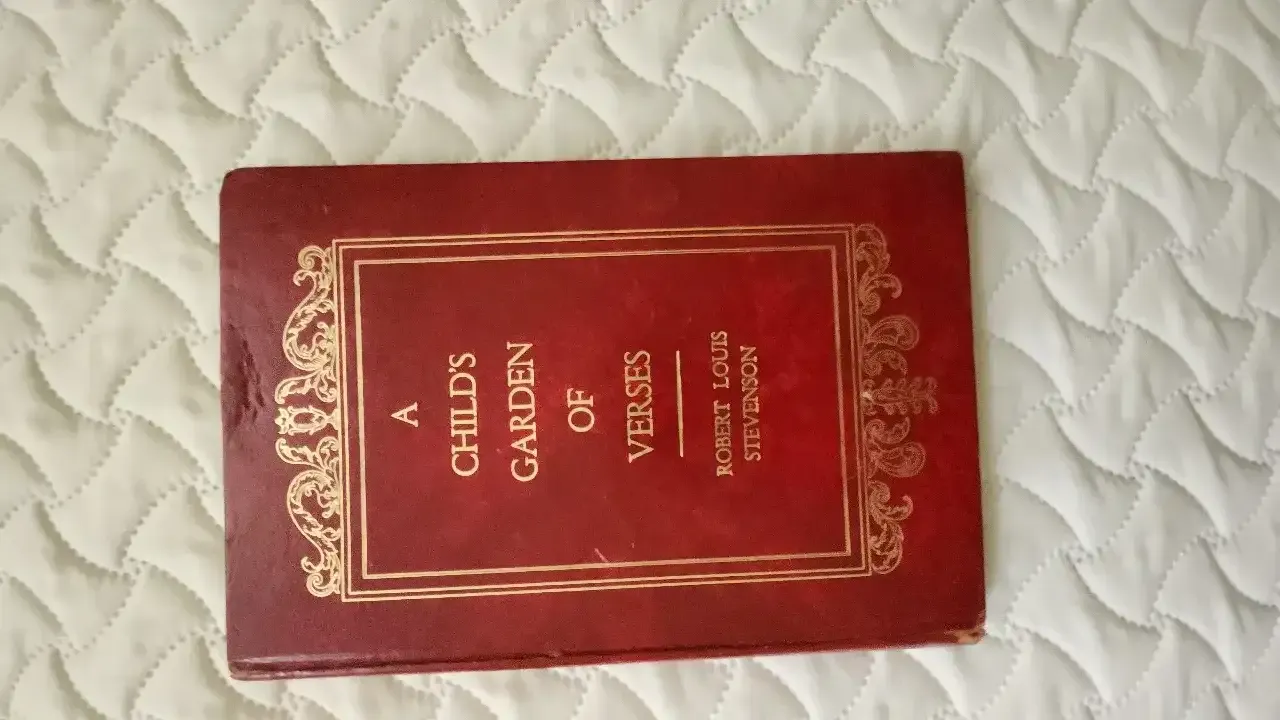 A
CHILD'S
GARDEN
OF
VERSES
ROBERT LOUIS
STEVENSON